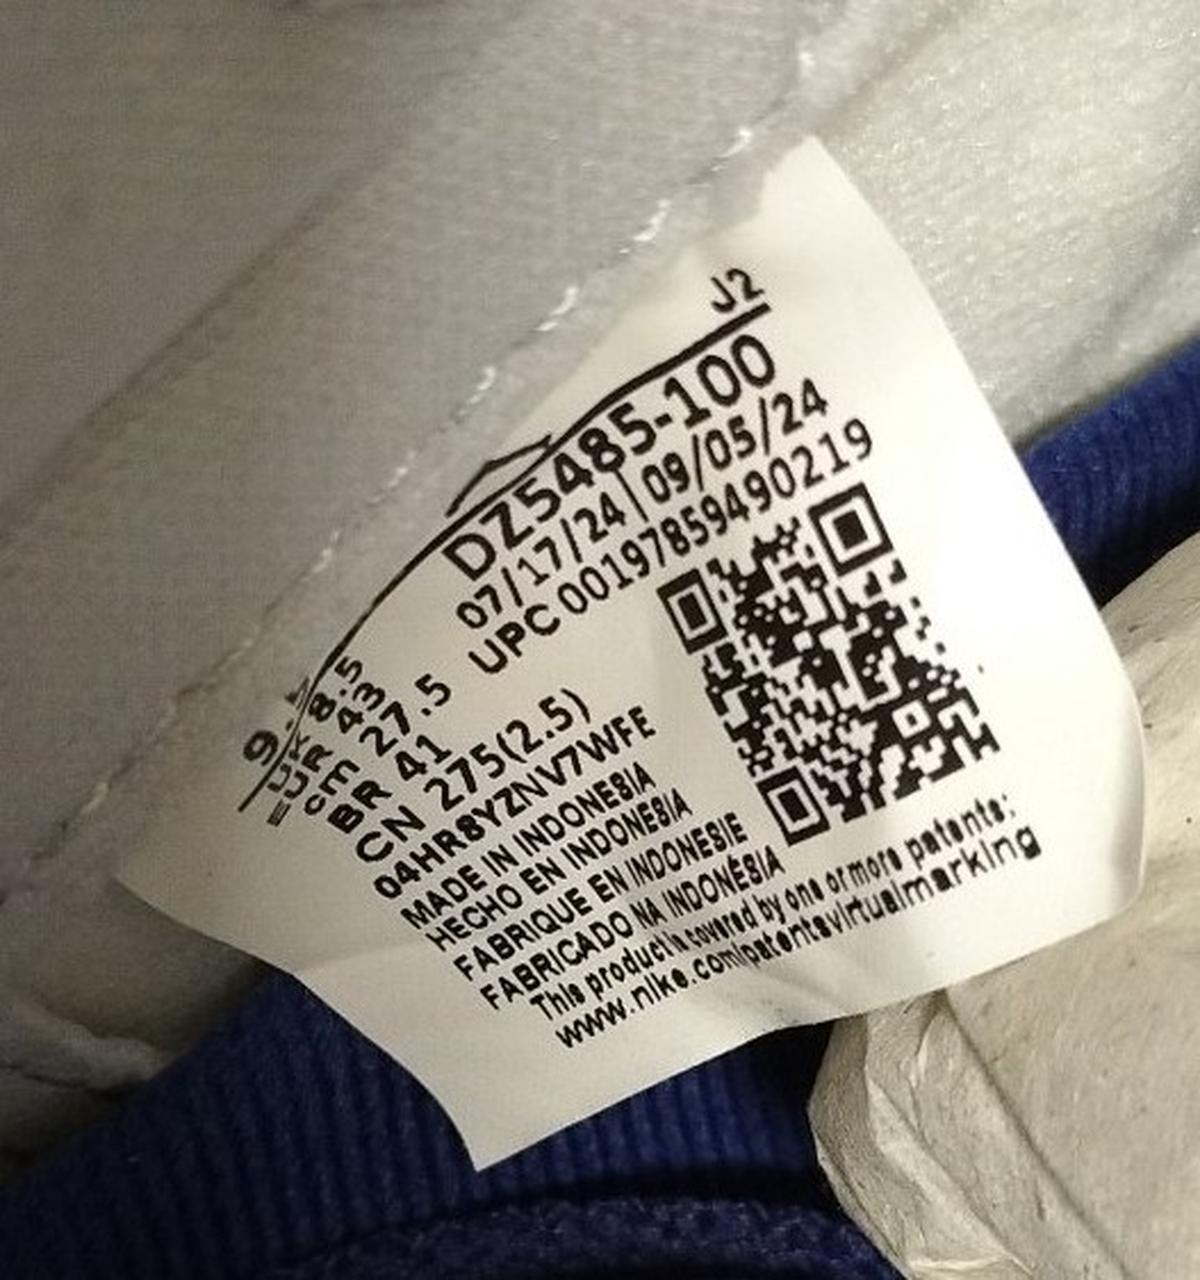 J2
DZ5485-100
07/17/24|09/05/24
UPC 00197859490219
9.5
UK 8.5
EUR 43
cm 27.5
BR 41
CN 275(2.5)
04HR8YZNV7WFE
MADE IN INDONESIA
HECHO EN INDONESIA
FABRIQUE EN INDONESIE
FABRICADO NA INDONÉSIA
This product is covered by one or more patents:
www.nike.com/patentsvirtualmarking